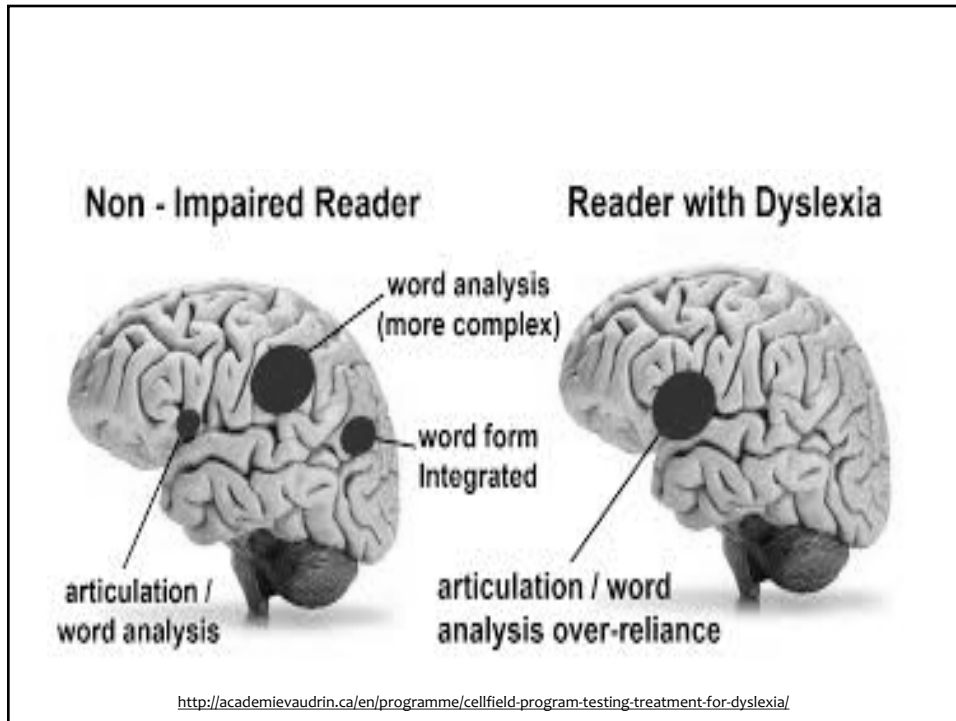 Non - Impaired Reader
Reader with Dyslexia
word analysis
(more complex)
word form
Integrated
articulation /
word analysis
articulation / word
analysis over-reliance
http://academievaudrin.ca/en/programme/cellfield-program-testing-treatment-for-dyslexia/